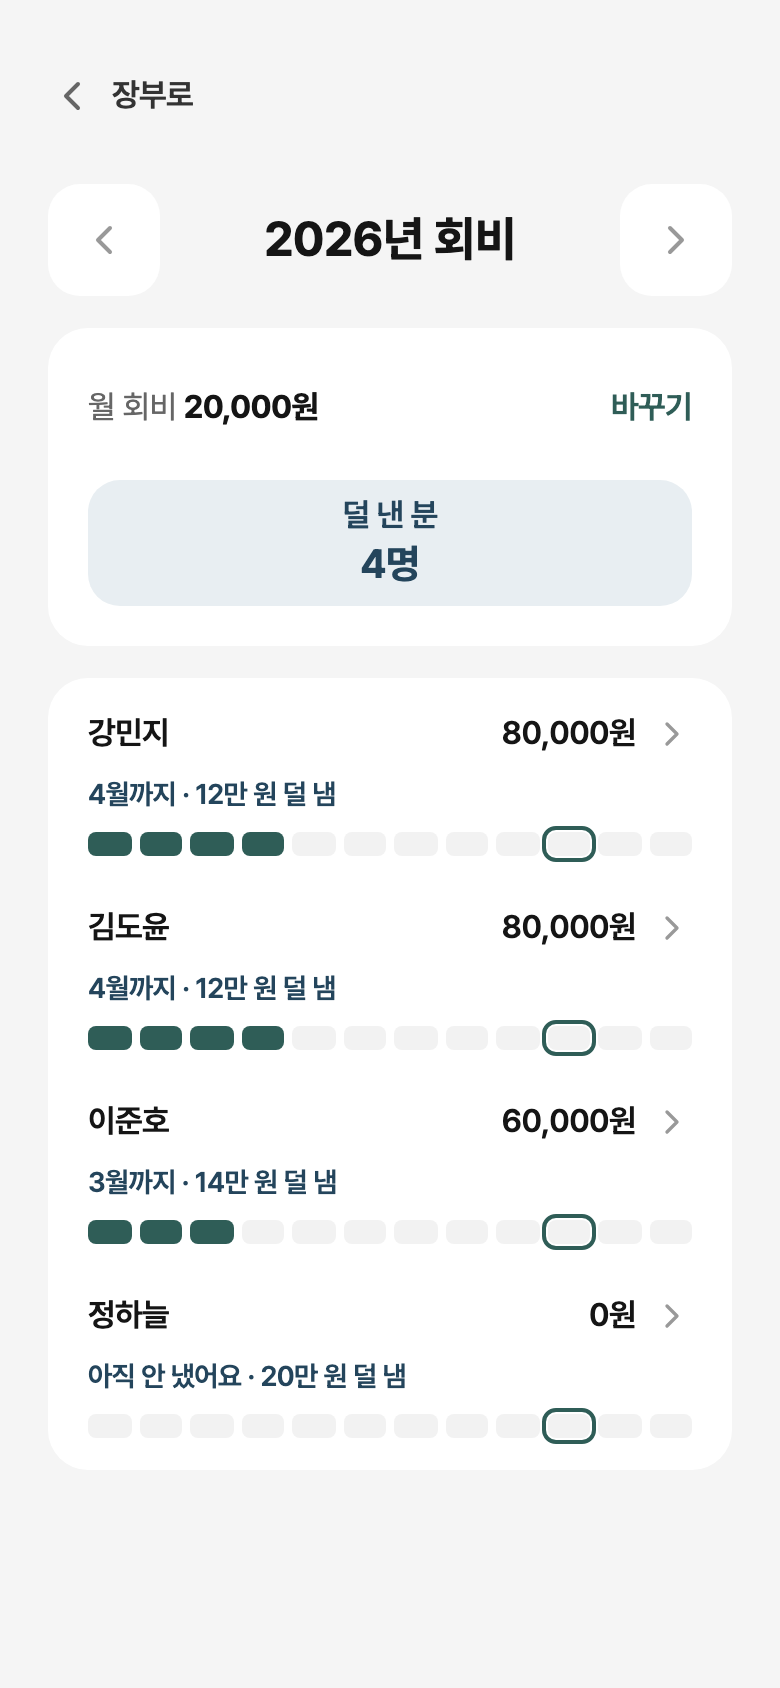 장부로
2026년 회비
월 회비 20,000원 바꾸기
덜 낸 분
4명
강민지 80,000원
4월까지 · 12만 원 덜 냄
김도윤 80,000원
4월까지 · 12만 원 덜 냄
이준호 60,000원
3월까지 · 14만 원 덜 냄
정하늘 0원
아직 안 냈어요 · 20만 원 덜 냄